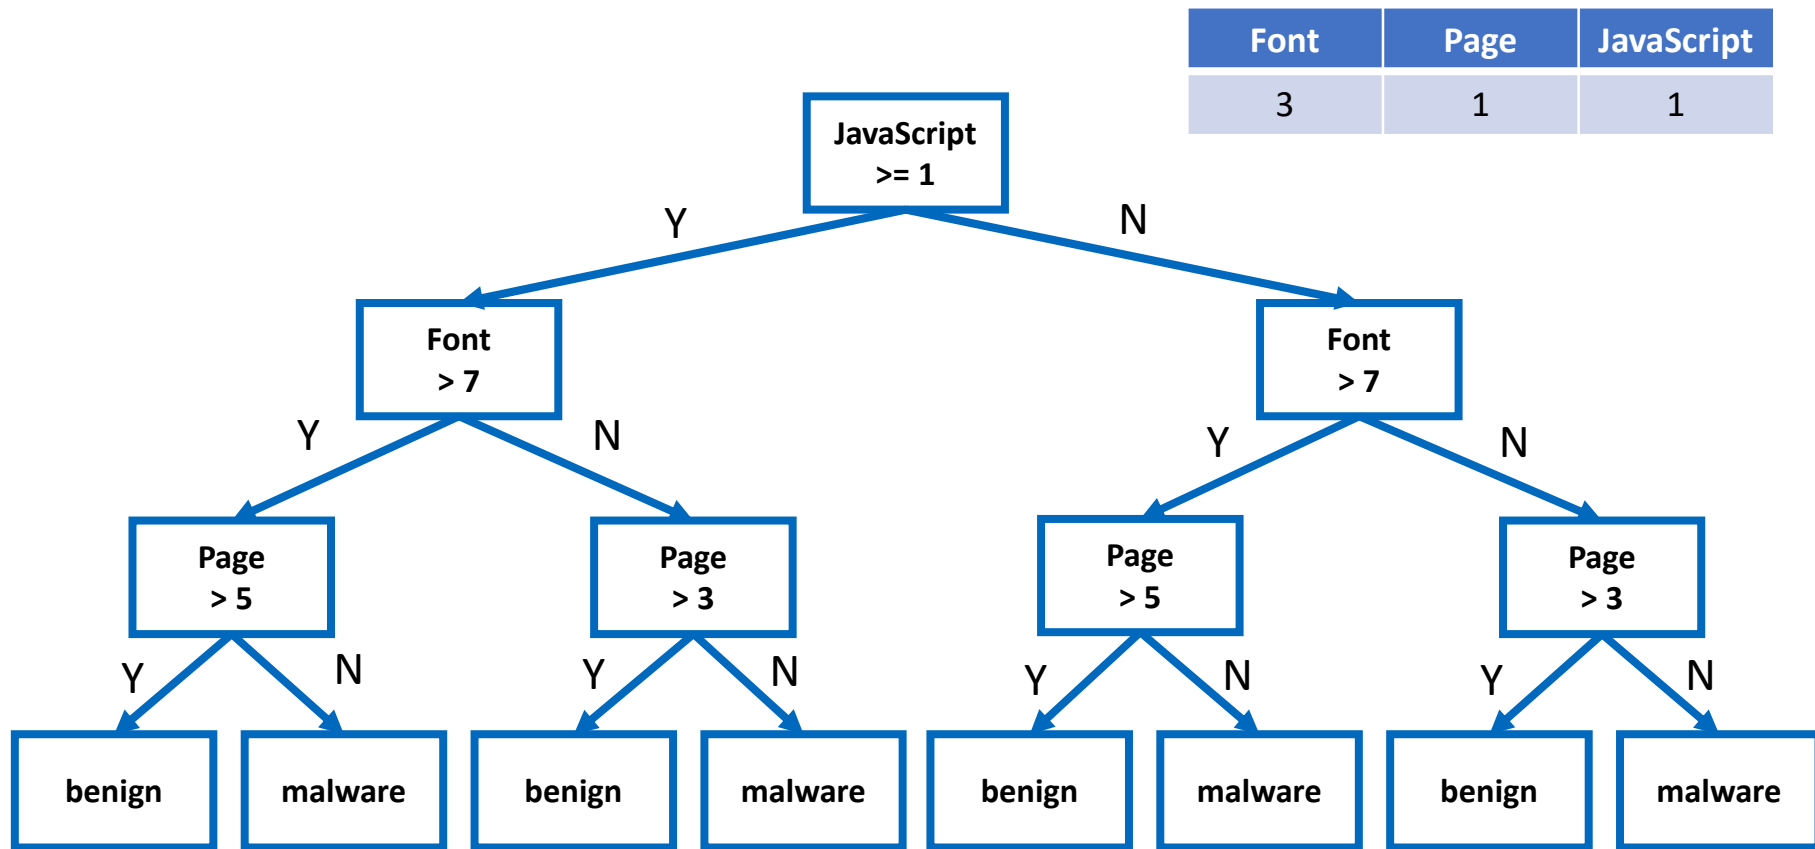 Font Page JavaScript
3 1 1
JavaScript
>= 1
Y N
Font
> 7
Font
> 7
Y N Y N
Page
> 5
Page
> 3
Page
> 5
Page
> 3
Y N Y N Y N Y N
benign malware benign malware benign malware benign malware